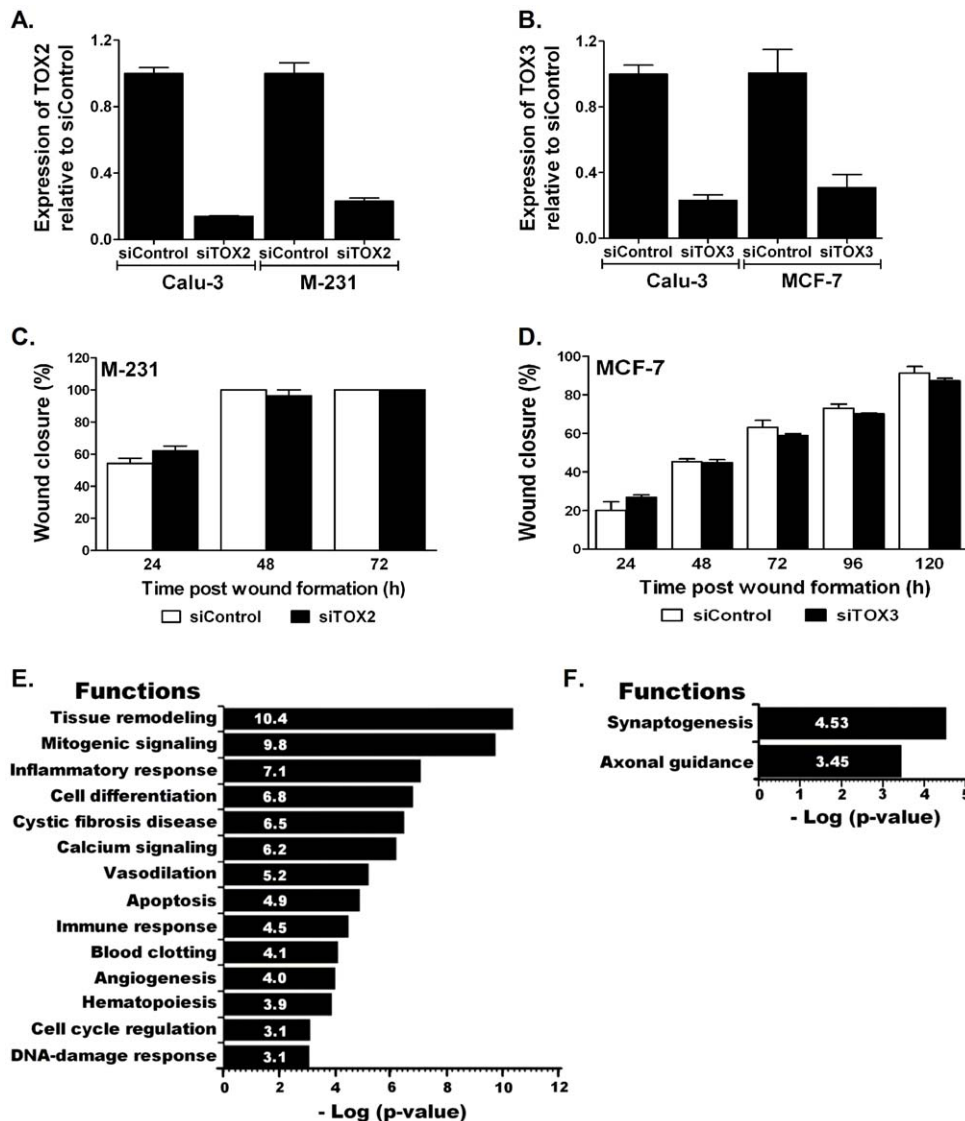 A.
Expression of TOX2
relative to siControl
1.2
0.8
0.4
0.0
siControl siTOX2 siControl siTOX2
Calu-3 M-231
B.
Expression of TOX3
relative to siControl
1.2
0.8
0.4
0.0
siControl siTOX3 siControl siTOX3
Calu-3 MCF-7
C.
M-231
Wound closure (%)
120
100
80
60
40
20
0
24 48 72
Time post wound formation (h)
siControl siTOX2
D.
MCF-7
Wound closure (%)
100
80
60
40
20
0
24 48 72 96 120
Time post wound formation (h)
siControl siTOX3
E.
Functions
Tissue remodeling 10.4
Mitogenic signaling 9.8
Inflammatory response 7.1
Cell differentiation 6.8
Cystic fibrosis disease 6.5
Calcium signaling 6.2
Vasodilation 5.2
Apoptosis 4.9
Immune response 4.5
Blood clotting 4.1
Angiogenesis 4.0
Hematopoiesis 3.9
Cell cycle regulation 3.1
DNA-damage response 3.1
0 2 4 6 8 10 12
- Log (p-value)
F.
Functions
Synaptogenesis 4.53
Axonal guidance 3.45
0 1 2 3 4 5
- Log (p-value)